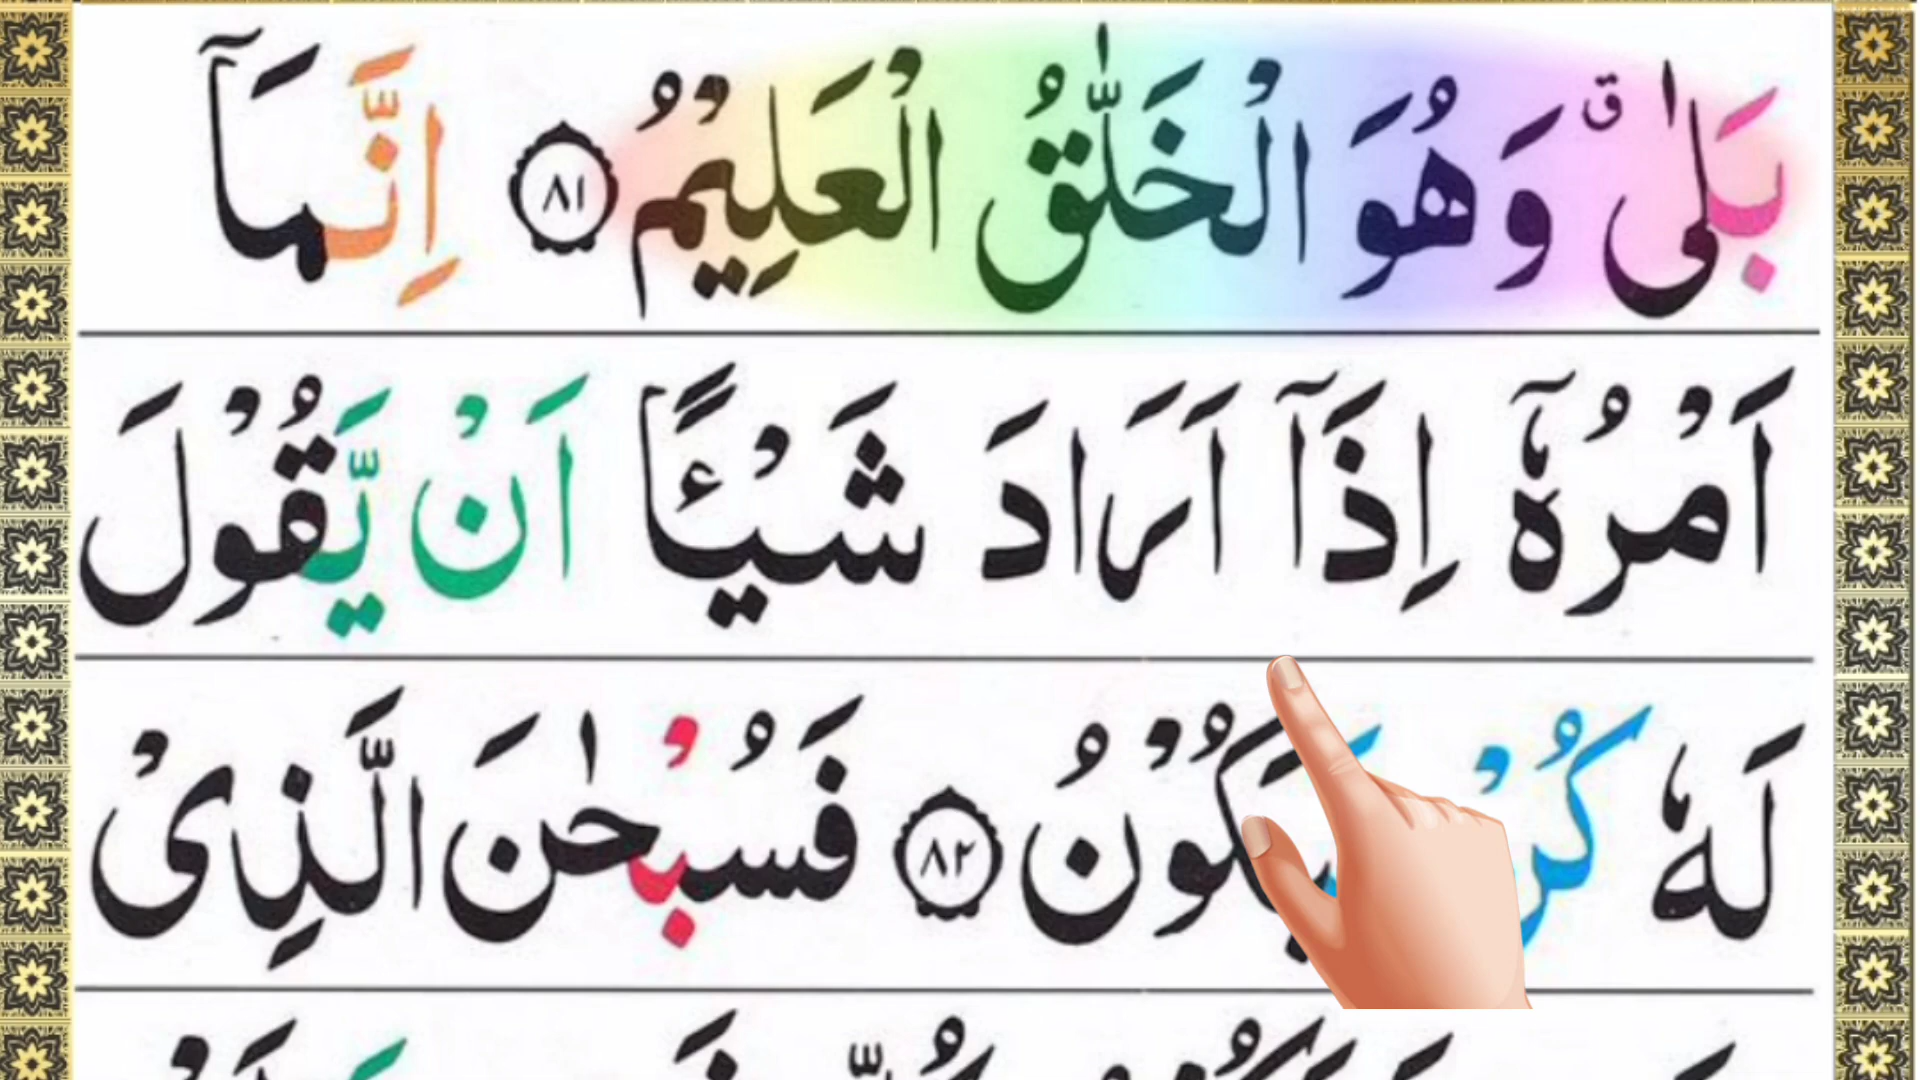 بَلٰی ۗ وَهُوَ الْخَلّٰقُ الْعَلِيْمُ ۝٨١ اِنَّمَآ
اَمْرُهٗۤ اِذَآ اَرَادَ شَيْـًٔا اَنْ يَّقُوْلَ
لَهٗ كُنْ ۝٨٢ فَسُبْحٰنَ الَّذِیْ